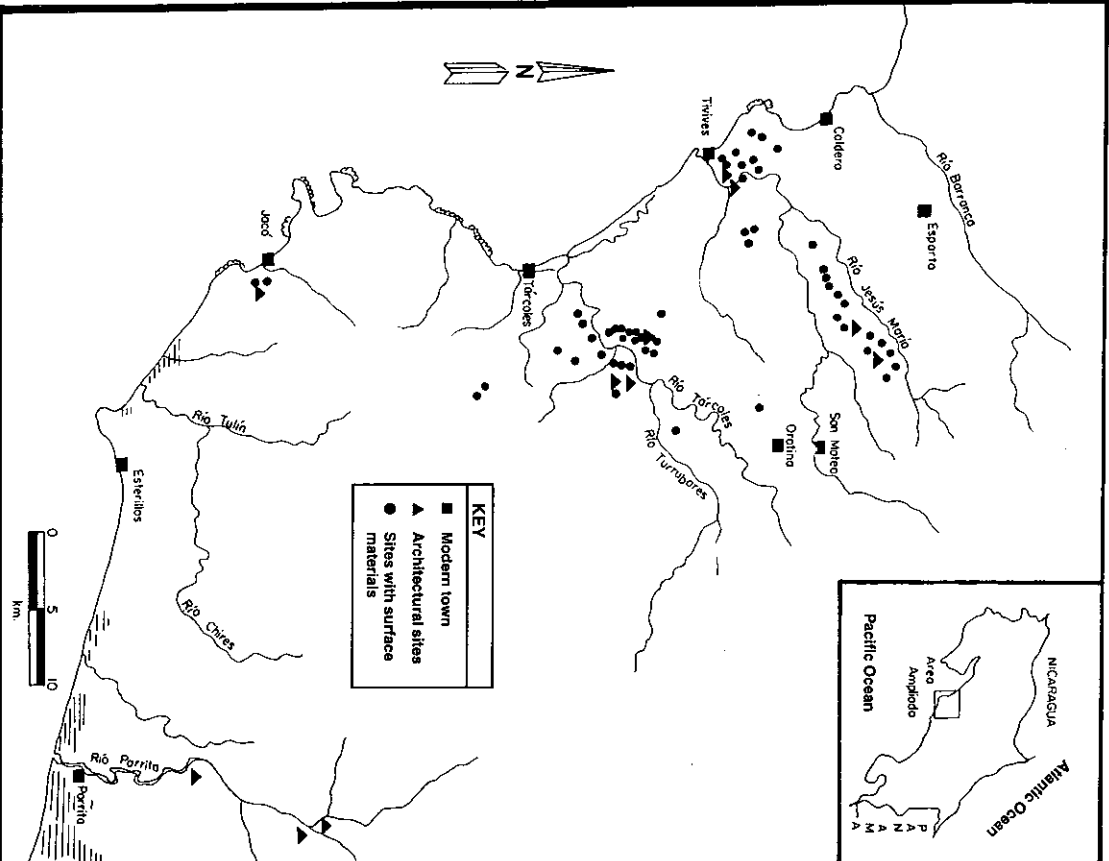 N
Caldera
Tivives
Esparta
Río Barranca
Río Jesús María
San Mateo
Orotina
Río Tárcoles
Río Turrubares
Tárcoles
Jacó
Río Tulín
Esterillos
Río Chires
Río Parrita
Parrita
KEY
Modern town
Architectural sites
Sites with surface
materials
0 5 10
km.
NICARAGUA
Atlantic Ocean
Area
Ampliada
Pacific Ocean
PANAMA